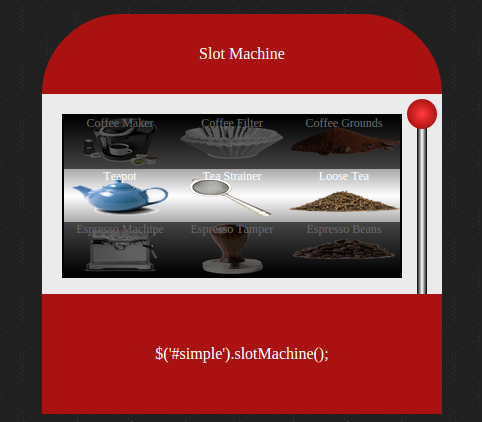 Slot Machine
Coffee Maker Coffee Filter Coffee Grounds
Teapot Tea Strainer Loose Tea
Espresso Machine Espresso Tamper Espresso Beans
$('#simple').slotMachine();